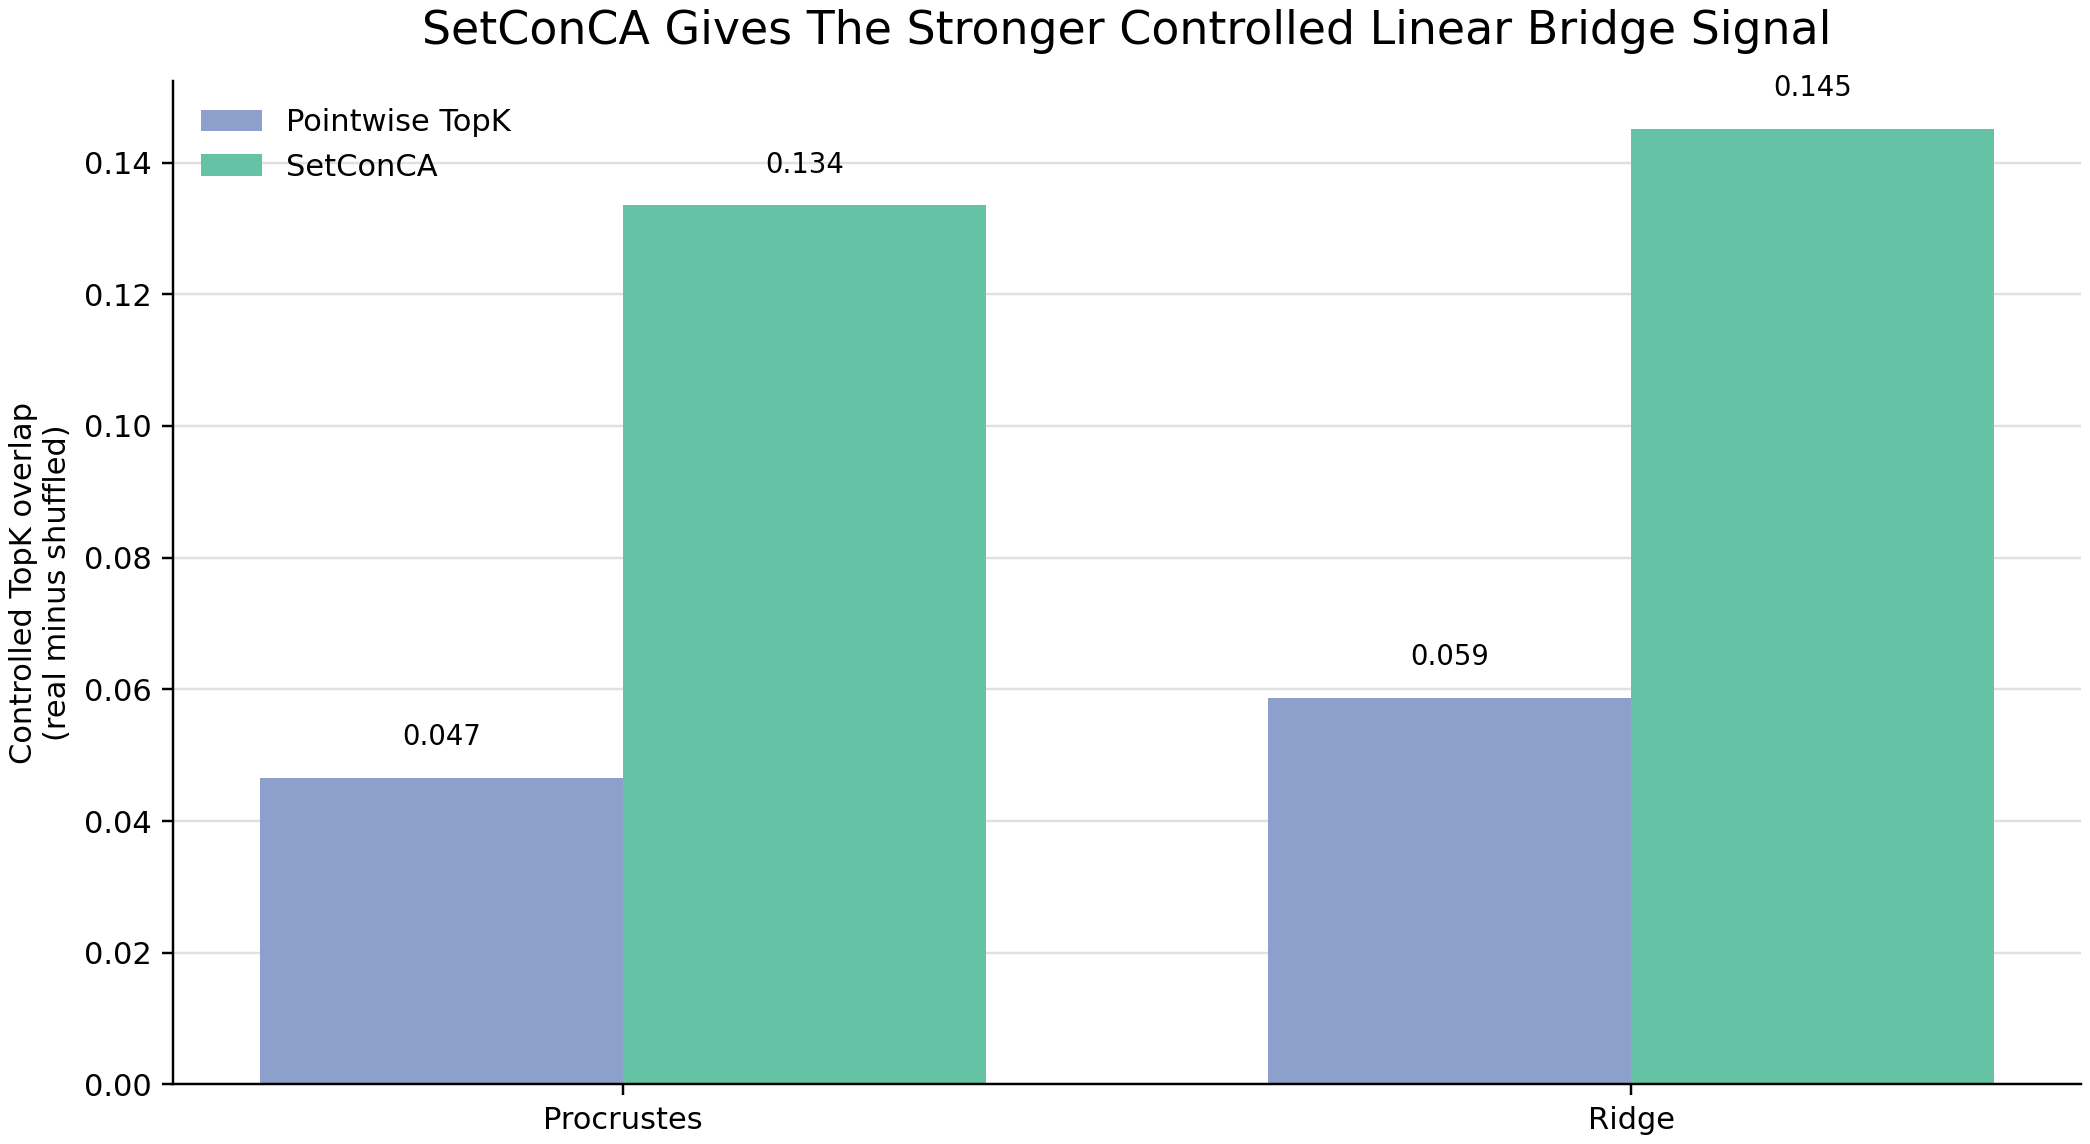 SetConCA Gives The Stronger Controlled Linear Bridge Signal
Pointwise TopK
SetConCA
Controlled TopK overlap
(real minus shuffled)
0.14
0.12
0.10
0.08
0.06
0.04
0.02
0.00
0.047
0.134
0.059
0.145
Procrustes
Ridge